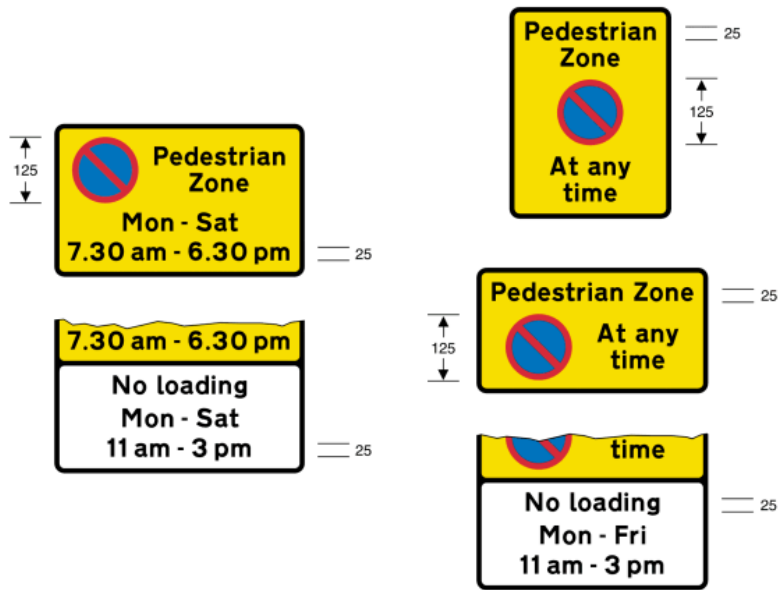 125
Pedestrian
Zone
Mon - Sat
7.30 am - 6.30 pm
25
7.30 am - 6.30 pm
No loading
Mon - Sat
11 am - 3 pm
25
Pedestrian
Zone
25
125
At any
time
Pedestrian Zone
25
125
At any
time
time
No loading
25
Mon - Fri
11 am - 3 pm